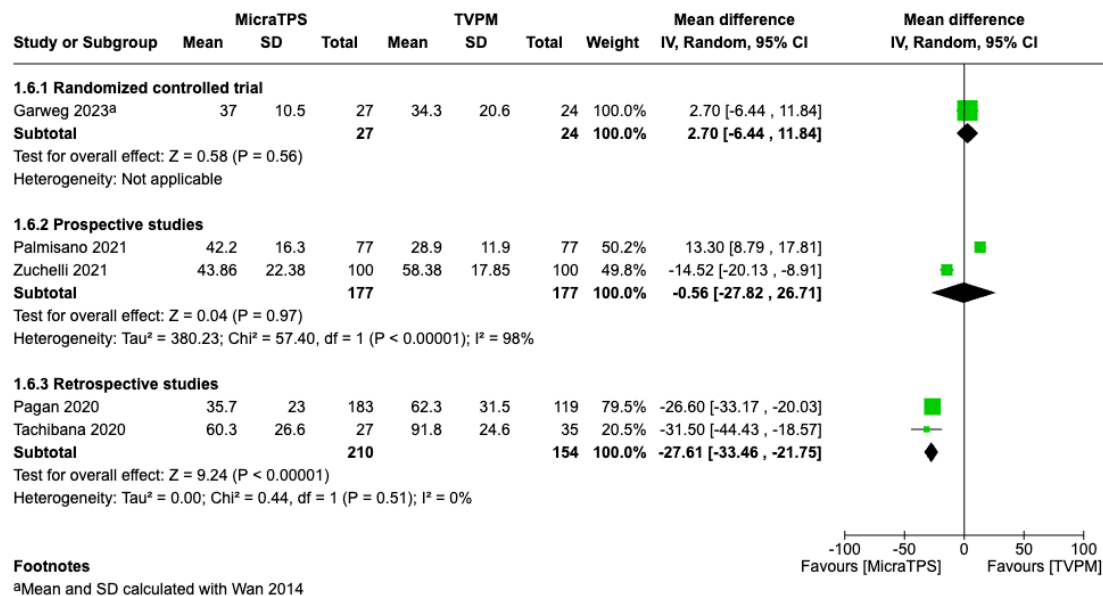 MicraTPS TVPM Mean difference Mean difference
Study or Subgroup Mean SD Total Mean SD Total Weight IV, Random, 95% CI IV, Random, 95% CI
1.6.1 Randomized controlled trial
Garweg 2023ᵃ 37 10.5 27 34.3 20.6 24 100.0% 2.70 [-6.44 , 11.84]
Subtotal 27 24 100.0% 2.70 [-6.44 , 11.84]
Test for overall effect: Z = 0.58 (P = 0.56)
Heterogeneity: Not applicable
1.6.2 Prospective studies
Palmisano 2021 42.2 16.3 77 28.9 11.9 77 50.2% 13.30 [8.79 , 17.81]
Zuchelli 2021 43.86 22.38 100 58.38 17.85 100 49.8% -14.52 [-20.13 , -8.91]
Subtotal 177 177 100.0% -0.56 [-27.82 , 26.71]
Test for overall effect: Z = 0.04 (P = 0.97)
Heterogeneity: Tau² = 380.23; Chi² = 57.40, df = 1 (P < 0.00001); I² = 98%
1.6.3 Retrospective studies
Pagan 2020 35.7 23 183 62.3 31.5 119 79.5% -26.60 [-33.17 , -20.03]
Tachibana 2020 60.3 26.6 27 91.8 24.6 35 20.5% -31.50 [-44.43 , -18.57]
Subtotal 210 154 100.0% -27.61 [-33.46 , -21.75]
Test for overall effect: Z = 9.24 (P < 0.00001)
Heterogeneity: Tau² = 0.00; Chi² = 0.44, df = 1 (P = 0.51); I² = 0%
-100 -50 0 50 100
Favours [MicraTPS] Favours [TVPM]
Footnotes
ᵃMean and SD calculated with Wan 2014